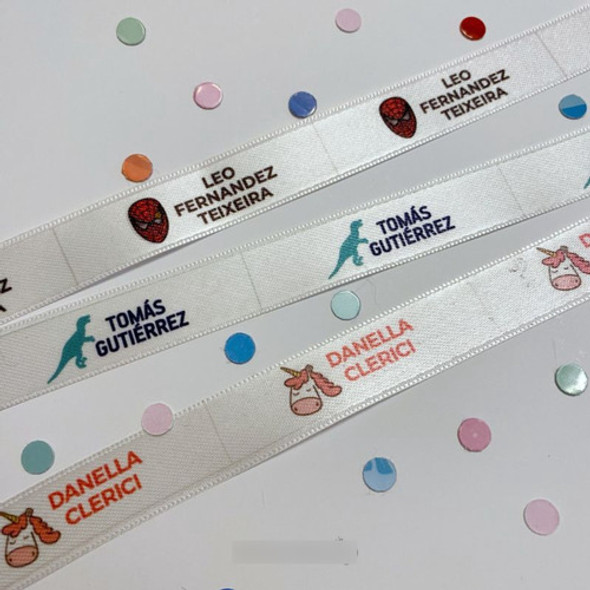 LEO
FERNANDEZ
TEIXEIRA
LEO
FERNANDEZ
TEIXEIRA
TOMÁS
GUTIÉRREZ
TOMÁS
GUTIÉRREZ
DANELLA
CLERICI
DANELLA
CLERICI